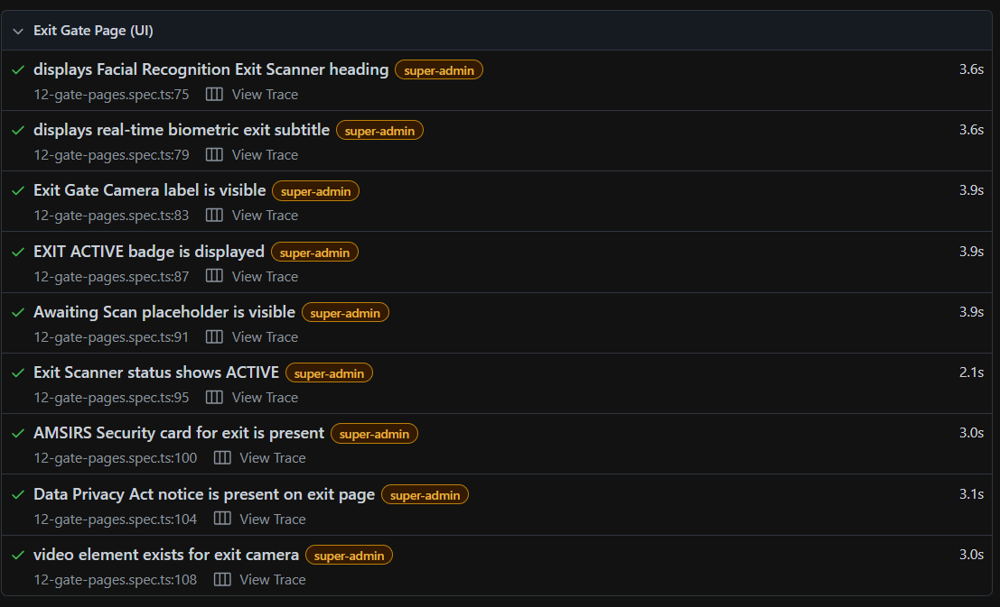 Exit Gate Page (UI)
displays Facial Recognition Exit Scanner heading super-admin 3.6s
12-gate-pages.spec.ts:75 View Trace
displays real-time biometric exit subtitle super-admin 3.6s
12-gate-pages.spec.ts:79 View Trace
Exit Gate Camera label is visible super-admin 3.9s
12-gate-pages.spec.ts:83 View Trace
EXIT ACTIVE badge is displayed super-admin 3.9s
12-gate-pages.spec.ts:87 View Trace
Awaiting Scan placeholder is visible super-admin 3.9s
12-gate-pages.spec.ts:91 View Trace
Exit Scanner status shows ACTIVE super-admin 2.1s
12-gate-pages.spec.ts:95 View Trace
AMSIRS Security card for exit is present super-admin 3.0s
12-gate-pages.spec.ts:100 View Trace
Data Privacy Act notice is present on exit page super-admin 3.1s
12-gate-pages.spec.ts:104 View Trace
video element exists for exit camera super-admin 3.0s
12-gate-pages.spec.ts:108 View Trace